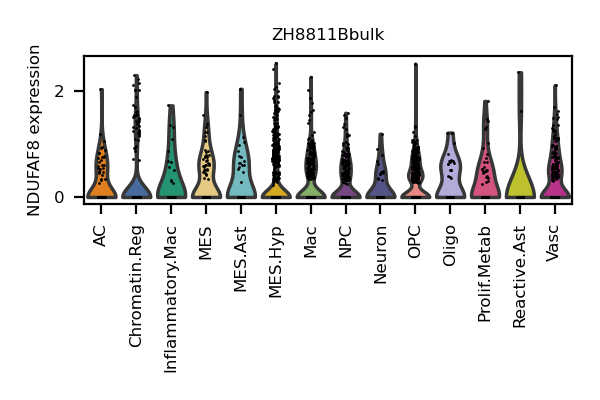 ZH8811Bbulk
NDUFAF8 expression
2
0
AC
Chromatin.Reg
Inflammatory.Mac
MES
MES.Ast
MES.Hyp
Mac
NPC
Neuron
OPC
Oligo
Prolif.Metab
Reactive.Ast
Vasc